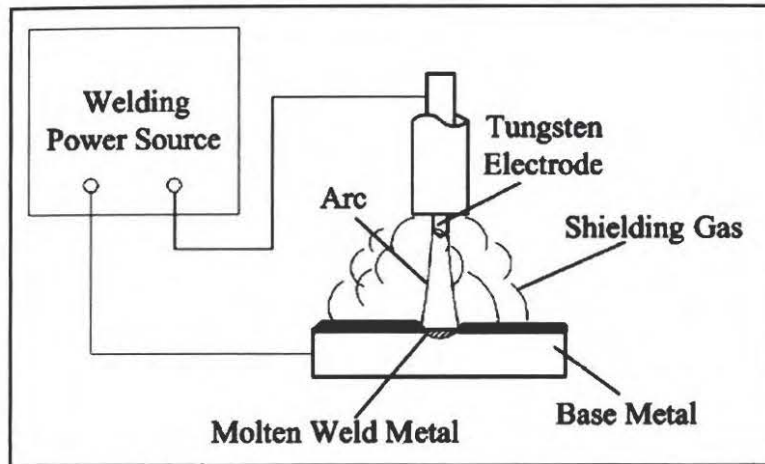 Welding
Power Source
Tungsten
Electrode
Arc
Shielding Gas
Molten Weld Metal
Base Metal